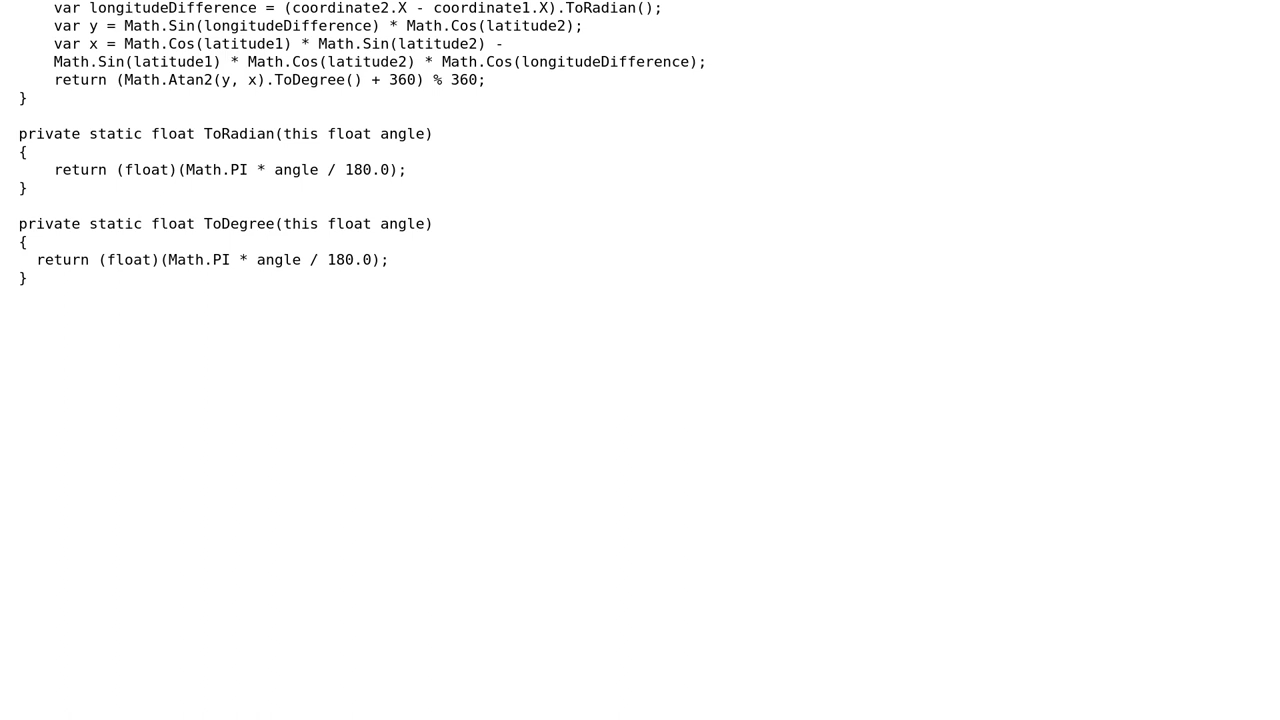 var longitudeDifference = (coordinate2.X - coordinate1.X).ToRadian();
var y = Math.Sin(longitudeDifference) * Math.Cos(latitude2);
var x = Math.Cos(latitude1) * Math.Sin(latitude2) -
Math.Sin(latitude1) * Math.Cos(latitude2) * Math.Cos(longitudeDifference);
return (Math.Atan2(y, x).ToDegree() + 360) % 360;
}
private static float ToRadian(this float angle)
{
return (float)(Math.PI * angle / 180.0);
}
private static float ToDegree(this float angle)
{
return (float)(Math.PI * angle / 180.0);
}